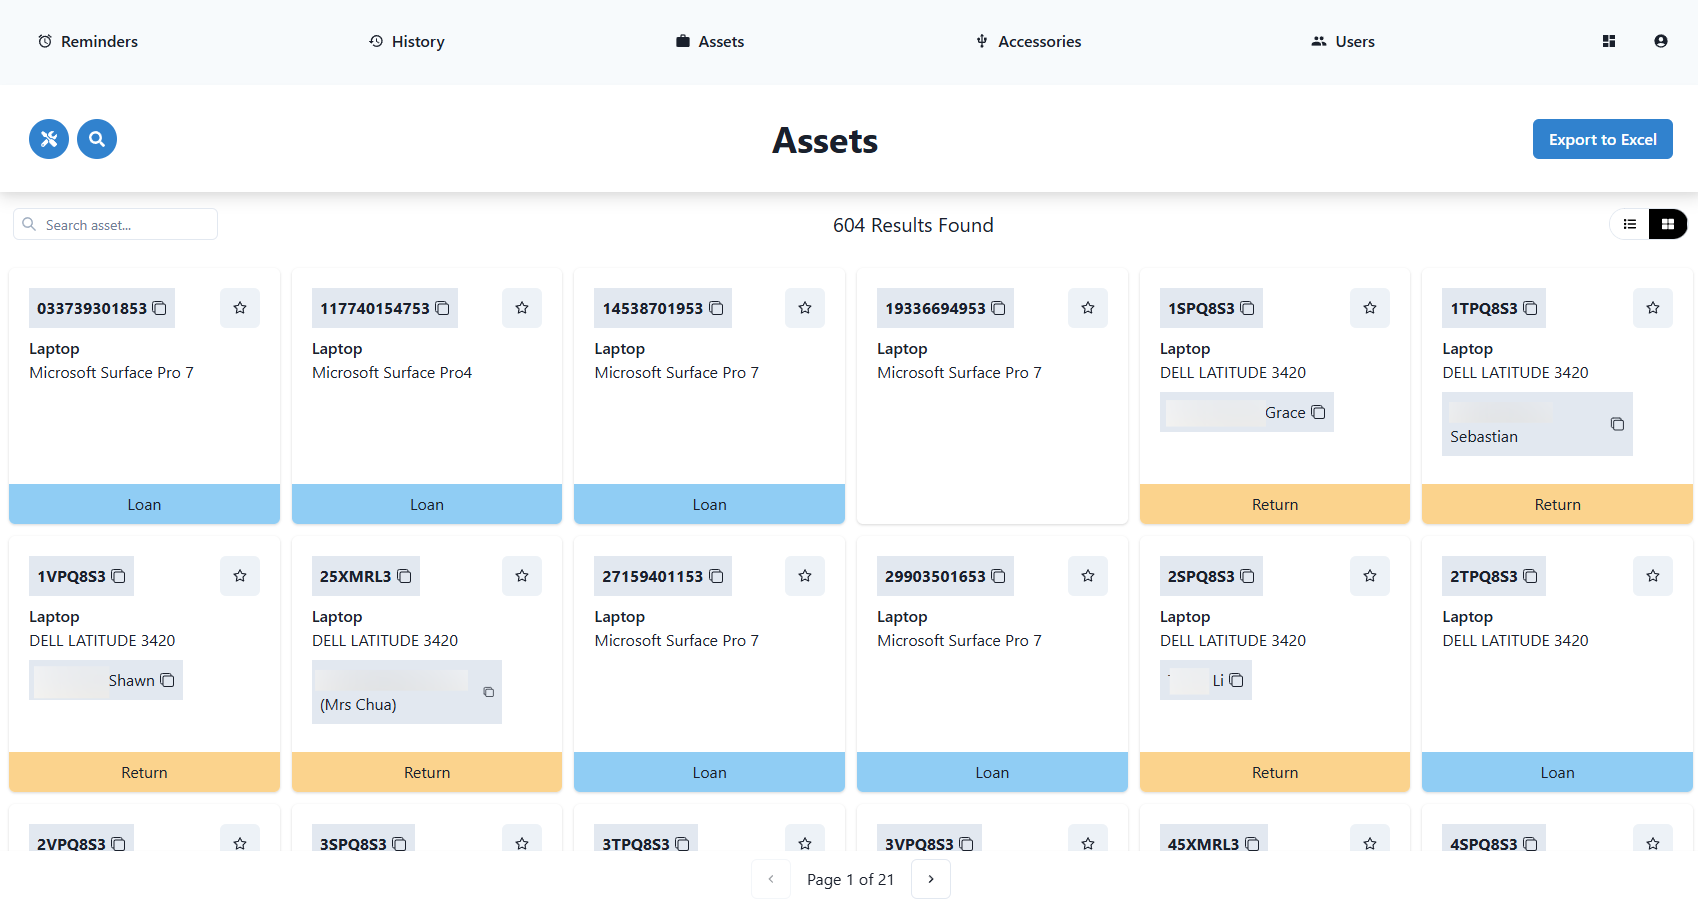 Reminders
History
Assets
Accessories
Users
Assets
Export to Excel
Search asset...
604 Results Found
033739301853
Laptop
Microsoft Surface Pro 7
Loan
117740154753
Laptop
Microsoft Surface Pro4
Loan
14538701953
Laptop
Microsoft Surface Pro 7
Loan
19336694953
Laptop
Microsoft Surface Pro 7
1SPQ8S3
Laptop
DELL LATITUDE 3420
Grace
Return
1TPQ8S3
Laptop
DELL LATITUDE 3420
Sebastian
Return
1VPQ8S3
Laptop
DELL LATITUDE 3420
Shawn
Return
25XMRL3
Laptop
DELL LATITUDE 3420
(Mrs Chua)
Return
27159401153
Laptop
Microsoft Surface Pro 7
Loan
29903501653
Laptop
Microsoft Surface Pro 7
Loan
2SPQ8S3
Laptop
DELL LATITUDE 3420
Li
Return
2TPQ8S3
Laptop
DELL LATITUDE 3420
Loan
2VPQ8S3
3SPQ8S3
3TPQ8S3
3VPQ8S3
45XMRL3
4SPQ8S3
Page 1 of 21